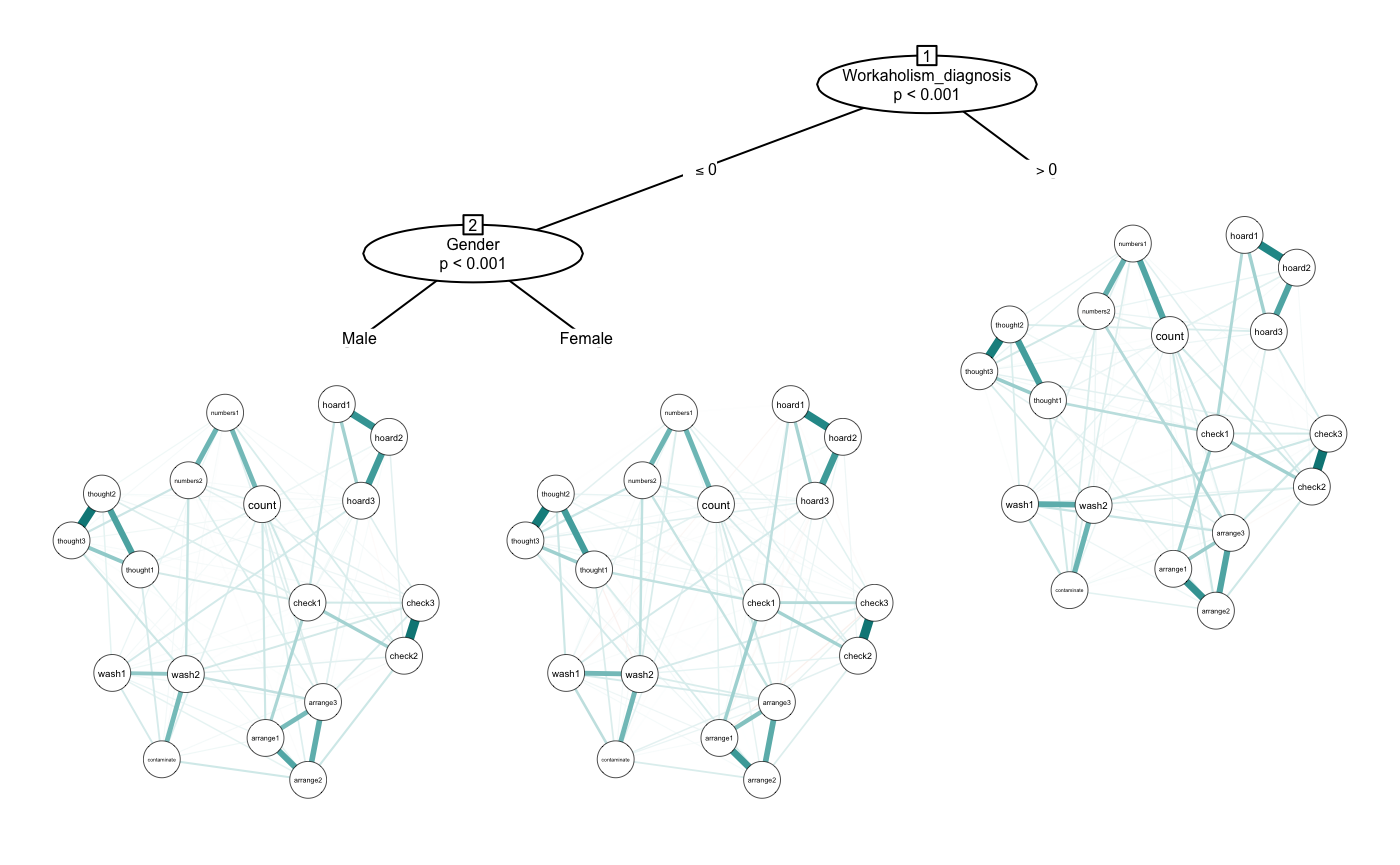 1
Workaholism_diagnosis
p < 0.001
≤ 0
> 0
2
Gender
p < 0.001
Male
Female
numbers1
hoard1
hoard2
numbers2
thought2
count
hoard3
thought3
thought1
check1
check3
check2
wash1
wash2
arrange3
arrange1
contaminate
arrange2
numbers1
hoard1
hoard2
numbers2
thought2
count
hoard3
thought3
thought1
check1
check3
check2
wash1
wash2
arrange3
arrange1
contaminate
arrange2
hoard1
numbers1
hoard2
numbers2
thought2
hoard3
count
thought3
thought1
check1
check3
check2
wash1
wash2
arrange3
arrange1
contaminate
arrange2